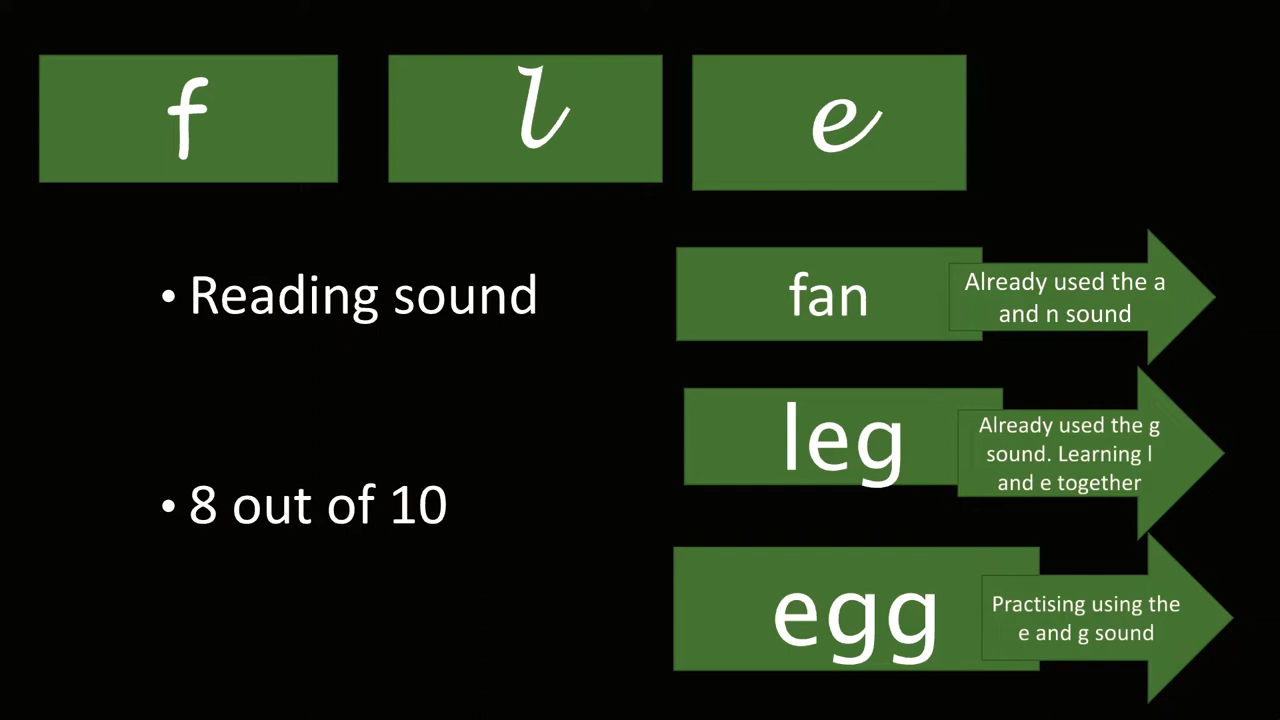 f
l
e
• Reading sound
fan
Already used the a
and n sound
leg
Already used the g
sound. Learning l
and e together
• 8 out of 10
egg
Practising using the
e and g sound